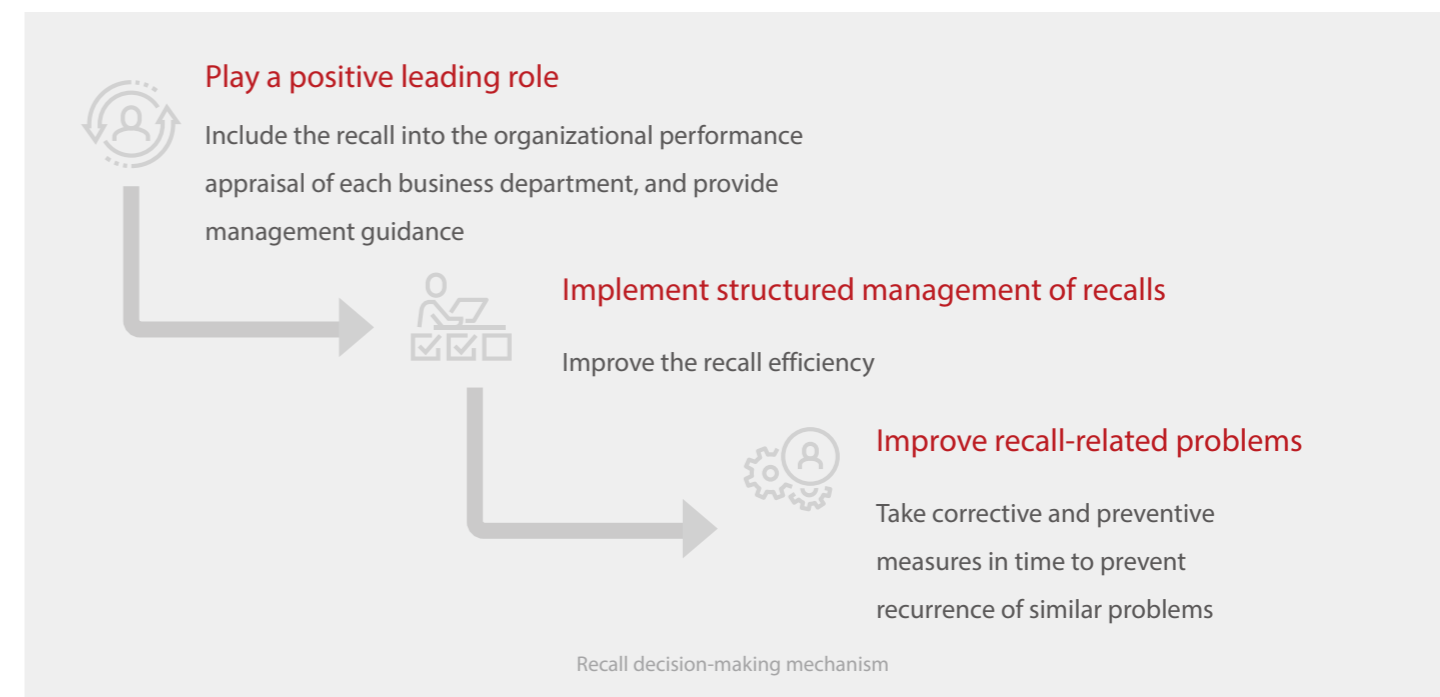 Play a positive leading role
Include the recall into the organizational performance
appraisal of each business department, and provide
management guidance
Implement structured management of recalls
Improve the recall efficiency
Improve recall-related problems
Take corrective and preventive
measures in time to prevent
recurrence of similar problems
Recall decision-making mechanism